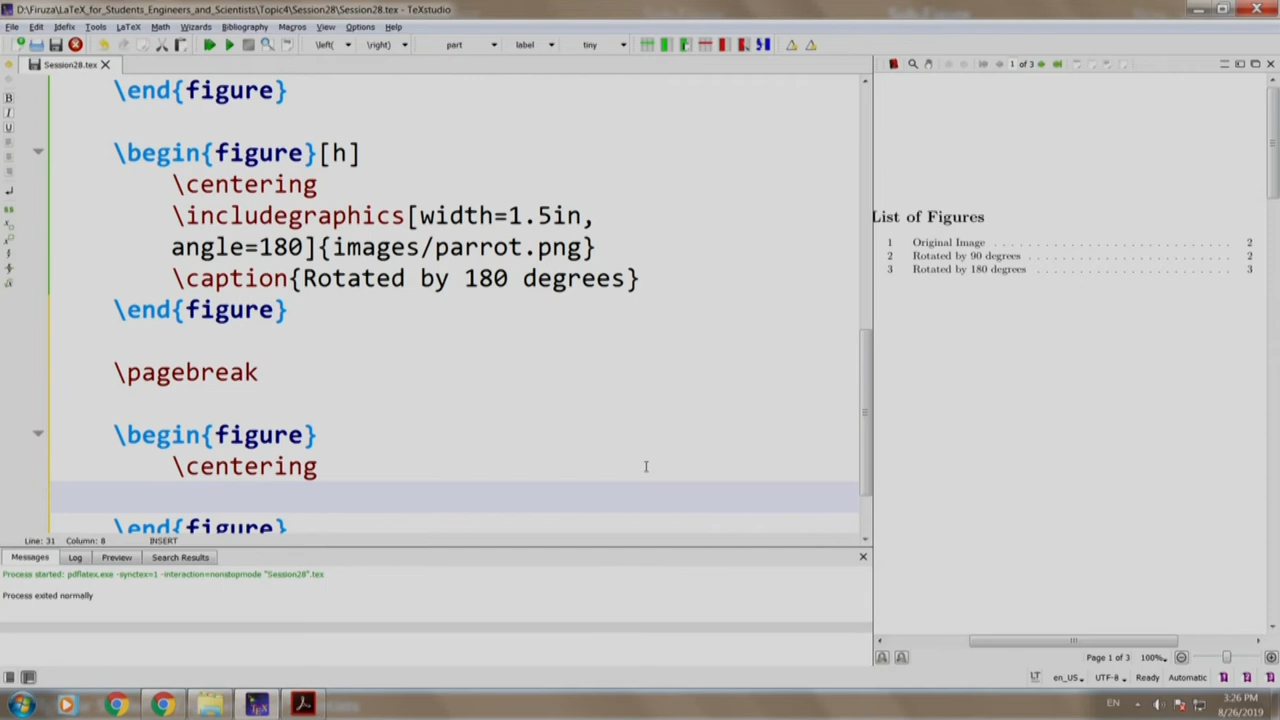 D:\Firuza\LaTeX_for_Students_Engineers_and_Scientists\Topic4\Session28\Session28.tex - TeXstudio
File Edit Idefix Tools LaTeX Math Wizards Bibliography Macros View Options Help
\left( \right) part label tiny
Session28.tex
1 of 3
\end{figure}
\begin{figure}[h]
\centering
\includegraphics[width=1.5in,
angle=180]{images/parrot.png}
\caption{Rotated by 180 degrees}
\end{figure}
\pagebreak
\begin{figure}
\centering
\end{figure}
List of Figures
1 Original Image . . . . . . . . . . . . . . . . . . . . . . . . . . . . . . 2
2 Rotated by 90 degrees . . . . . . . . . . . . . . . . . . . . . . . . . . 2
3 Rotated by 180 degrees . . . . . . . . . . . . . . . . . . . . . . . . . 3
Line: 31 Column: 8 INSERT
Messages Log Preview Search Results
Process started: pdflatex.exe -synctex=1 -interaction=nonstopmode "Session28".tex
Process exited normally
Page 1 of 3 100%
LT en_US UTF-8 Ready Automatic
EN 3:26 PM
8/26/2019